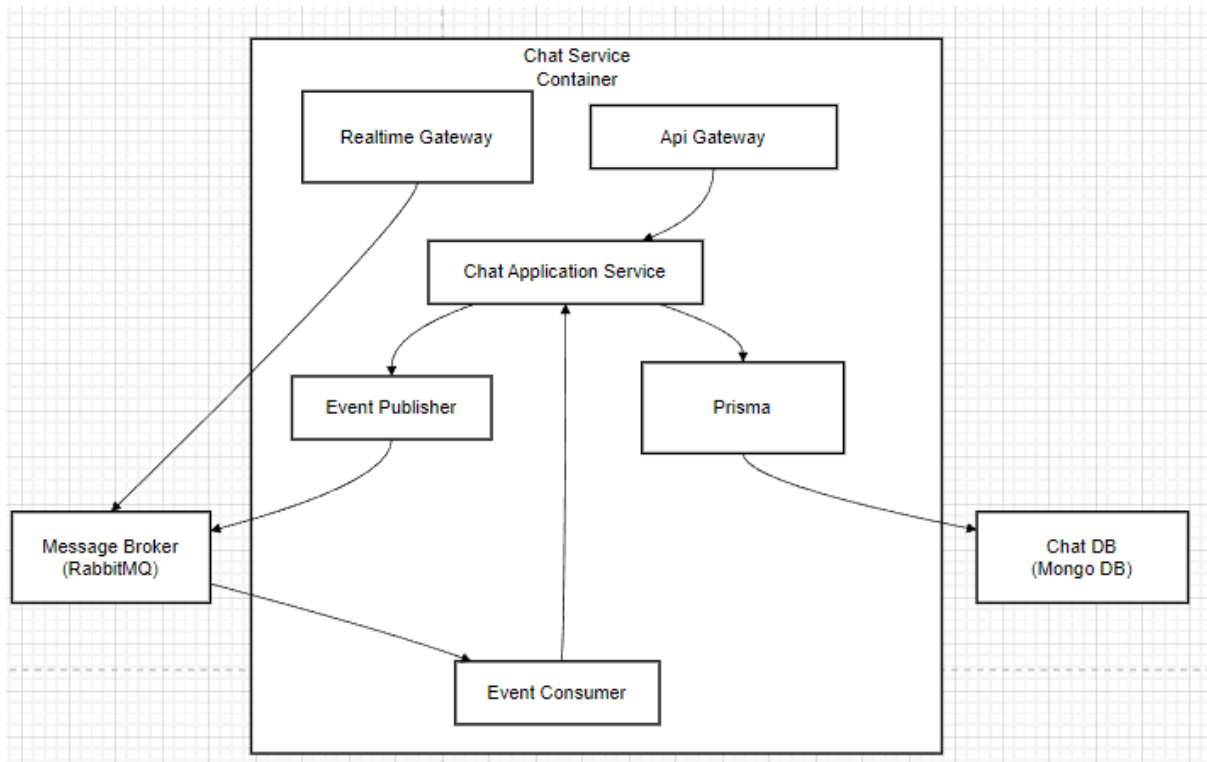 Chat Service
Container
Realtime Gateway
Api Gateway
Chat Application Service
Event Publisher
Prisma
Message Broker
(RabbitMQ)
Chat DB
(Mongo DB)
Event Consumer